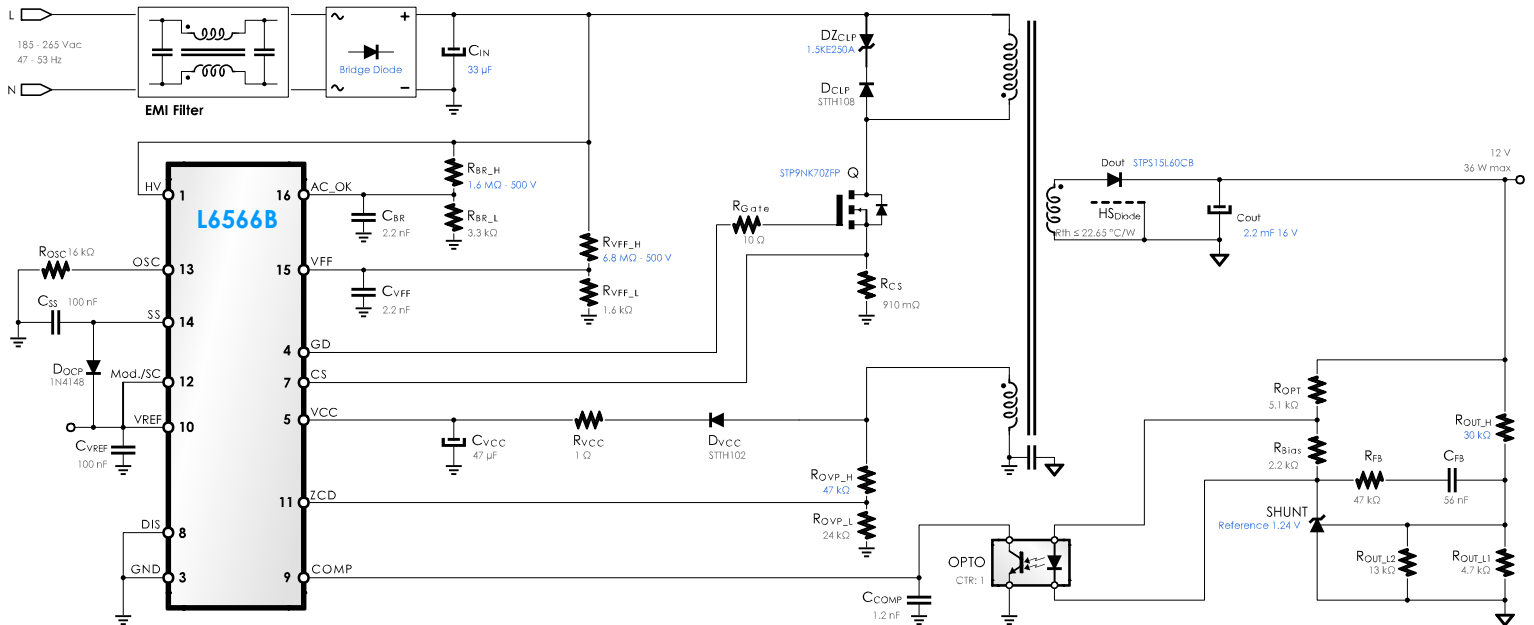 L
185 - 265 Vac
47 - 53 Hz
N
EMI Filter
~
+
Bridge Diode
~
−
CIN
33 µF
DZCLP
1.5KE250A
DCLP
STTH108
Dout STPS15L60CB
12 V
36 W max
HSDiode
Rth ≤ 22.65 °C/W
Cout
2.2 mF 16 V
L6566B
HV
1
16
AC_OK
CBR
2.2 nF
RBR_H
1.6 MΩ - 500 V
RBR_L
3.3 kΩ
STP9NK70ZFP Q
RGate
10 Ω
RVFF_H
6.8 MΩ - 500 V
ROSC 16 kΩ
OSC
13
15
VFF
CVFF
2.2 nF
RVFF_L
1.6 kΩ
RCS
910 mΩ
CSS 100 nF
SS
14
4
GD
DOCP
1N4148
Mod./SC
12
7
CS
VREF
10
5
VCC
CVREF
100 nF
CVCC
47 µF
RVCC
1 Ω
DVCC
STTH102
ROPT
5.1 kΩ
ROUT_H
30 kΩ
RBias
2.2 kΩ
RFB
47 kΩ
CFB
56 nF
11
ZCD
ROVP_H
47 kΩ
ROVP_L
24 kΩ
SHUNT
Reference 1.24 V
DIS
8
GND
3
9
COMP
OPTO
CTR: 1
CCOMP
1.2 nF
ROUT_L2
13 kΩ
ROUT_L1
4.7 kΩ